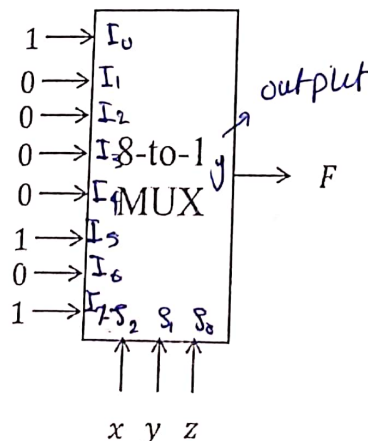 1 I₀
0 I₁
output
0 I₂
0 I₃ 8-to-1 y F
0 I₄ MUX
1 I₅
0 I₆
1 I₇ S₂ S₁ S₀
x y z